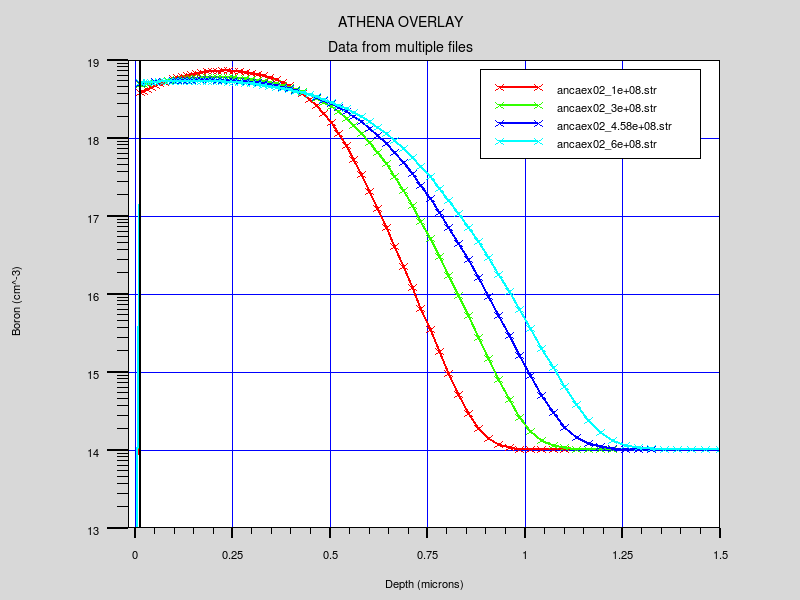 ATHENA OVERLAY
Data from multiple files
ancaex02_1e+08.str
ancaex02_3e+08.str
ancaex02_4.58e+08.str
ancaex02_6e+08.str
19
18
17
16
15
14
13
Boron (cm^-3)
0 0.25 0.5 0.75 1 1.25 1.5
Depth (microns)